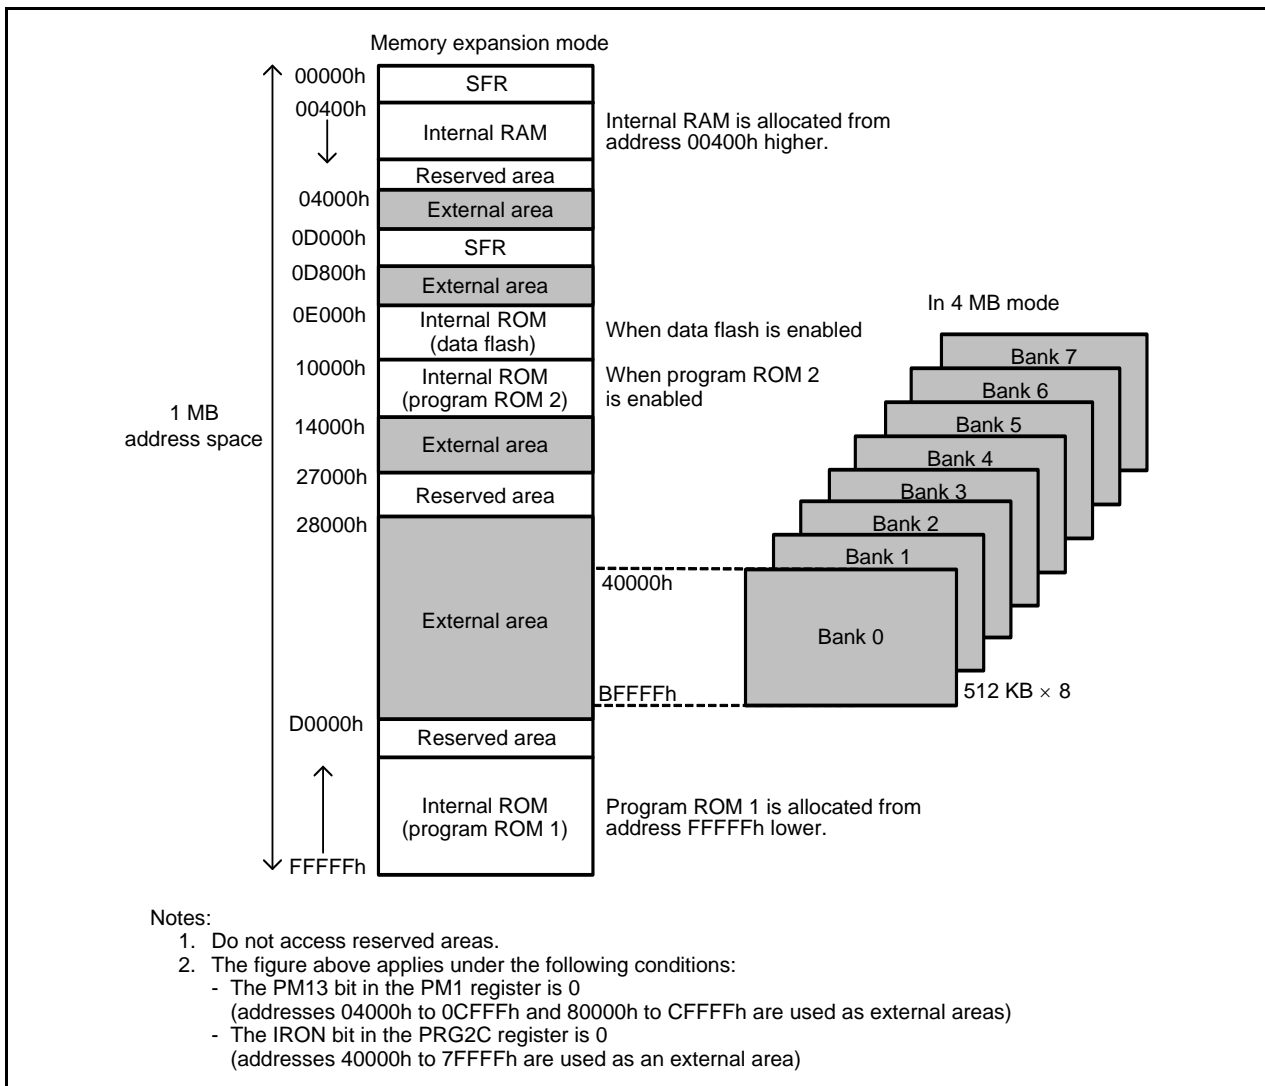 Memory expansion mode
00000h
SFR
00400h
Internal RAM
Internal RAM is allocated from
address 00400h higher.
Reserved area
04000h
External area
0D000h
SFR
0D800h
External area
0E000h
Internal ROM
(data flash)
When data flash is enabled
10000h
Internal ROM
(program ROM 2)
When program ROM 2
is enabled
1 MB
address space
14000h
External area
27000h
Reserved area
28000h
External area
40000h
BFFFFh
D0000h
Reserved area
Internal ROM
(program ROM 1)
Program ROM 1 is allocated from
address FFFFFh lower.
FFFFFh
In 4 MB mode
Bank 7
Bank 6
Bank 5
Bank 4
Bank 3
Bank 2
Bank 1
Bank 0
512 KB × 8
Notes:
1. Do not access reserved areas.
2. The figure above applies under the following conditions:
- The PM13 bit in the PM1 register is 0
(addresses 04000h to 0CFFFh and 80000h to CFFFFh are used as external areas)
- The IRON bit in the PRG2C register is 0
(addresses 40000h to 7FFFFh are used as an external area)